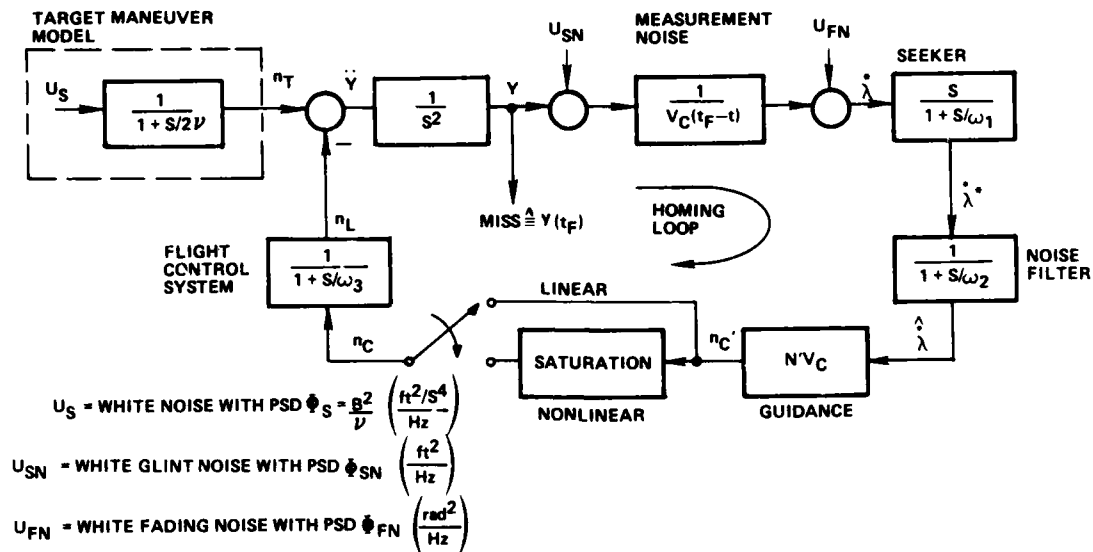 TARGET MANEUVER
MODEL
U_S
1
1 + S/2ν
n_T
Ÿ
1
S²
Y
U_SN
MEASUREMENT
NOISE
1
V_C(t_F–t)
U_FN
λ̇
SEEKER
S
1 + S/ω₁
λ̇*
–
MISS ≙ Y(t_F)
HOMING
LOOP
n_L
FLIGHT
CONTROL
SYSTEM
1
1 + S/ω₃
1
1 + S/ω₂
NOISE
FILTER
λ̇̂
LINEAR
n_C
SATURATION
NONLINEAR
n_C′
N′V_C
GUIDANCE
U_S = WHITE NOISE WITH PSD Φ_S = B²/ν (ft²/S⁴ / Hz)
U_SN = WHITE GLINT NOISE WITH PSD Φ_SN (ft²/Hz)
U_FN = WHITE FADING NOISE WITH PSD Φ_FN (rad²/Hz)